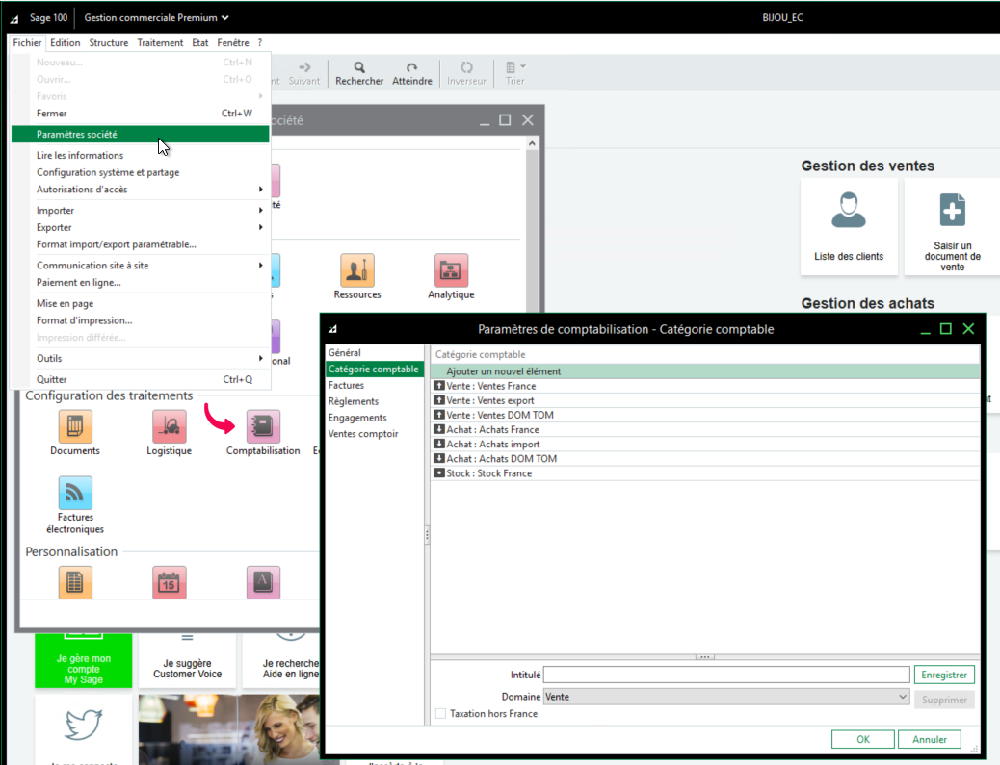 Sage 100
Gestion commerciale Premium
BIJOU_EC
Fichier Edition Structure Traitement Etat Fenêtre ?
Nouveau... Ctrl+N
Ouvrir... Ctrl+O
Favoris
Fermer Ctrl+W
Paramètres société
Lire les informations
Configuration système et partage
Autorisations d'accès
Importer
Exporter
Format import/export paramétrable...
Communication site à site
Paiement en ligne...
Mise en page
Format d'impression...
Impression différée...
Outils
Quitter Ctrl+Q
nt Suivant Rechercher Atteindre Inverseur Trier
ociété
té
s
Ressources
Analytique
onal
Gestion des ventes
Liste des clients
Saisir un
document de
vente
Gestion des achats
Configuration des traitements
Documents
Logistique
Comptabilisation
Factures
électroniques
Personnalisation
15
A
Je gère mon
compte
My Sage
Je suggère
Customer Voice
Je recherche
Aide en ligne
Paramètres de comptabilisation - Catégorie comptable
Général
Catégorie comptable
Factures
Règlements
Engagements
Ventes comptoir
Catégorie comptable
Ajouter un nouvel élément
Vente : Ventes France
Vente : Ventes export
Vente : Ventes DOM TOM
Achat : Achats France
Achat : Achats import
Achat : Achats DOM TOM
Stock : Stock France
Intitulé
Enregistrer
Domaine Vente
Supprimer
Taxation hors France
OK
Annuler